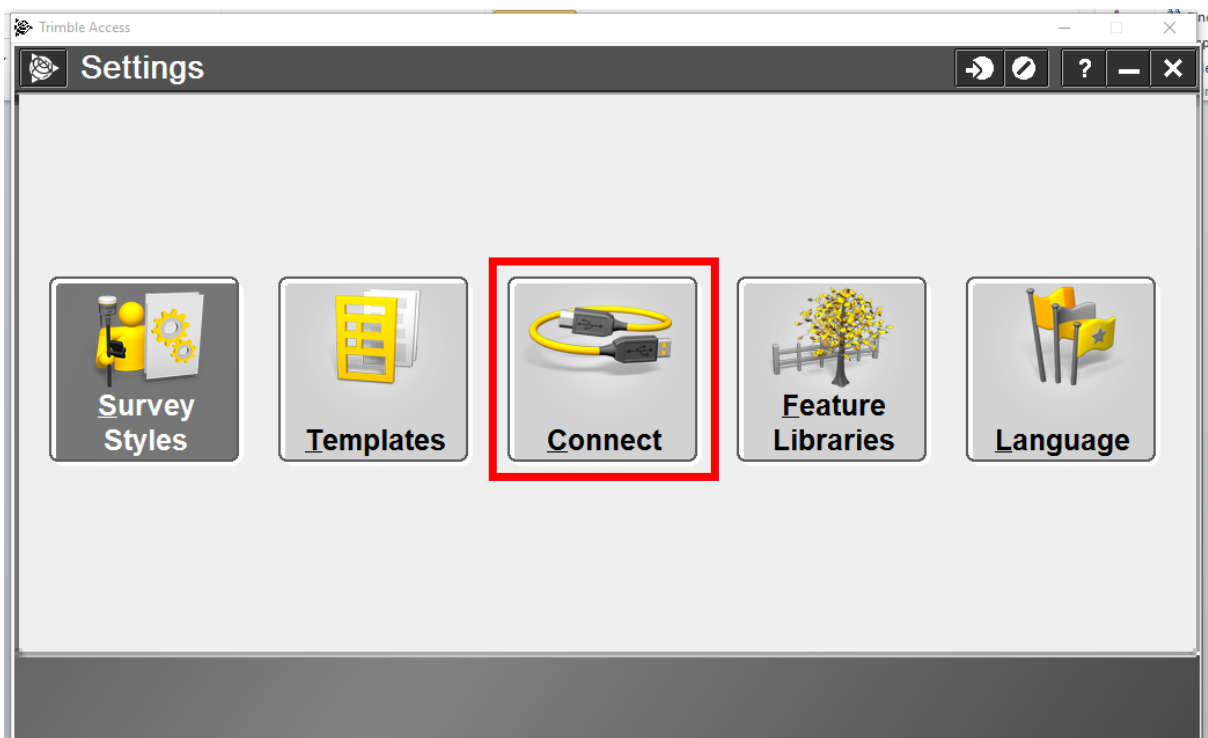 Trimble Access
Settings
?
Survey
Styles
Templates
Connect
Feature
Libraries
Language